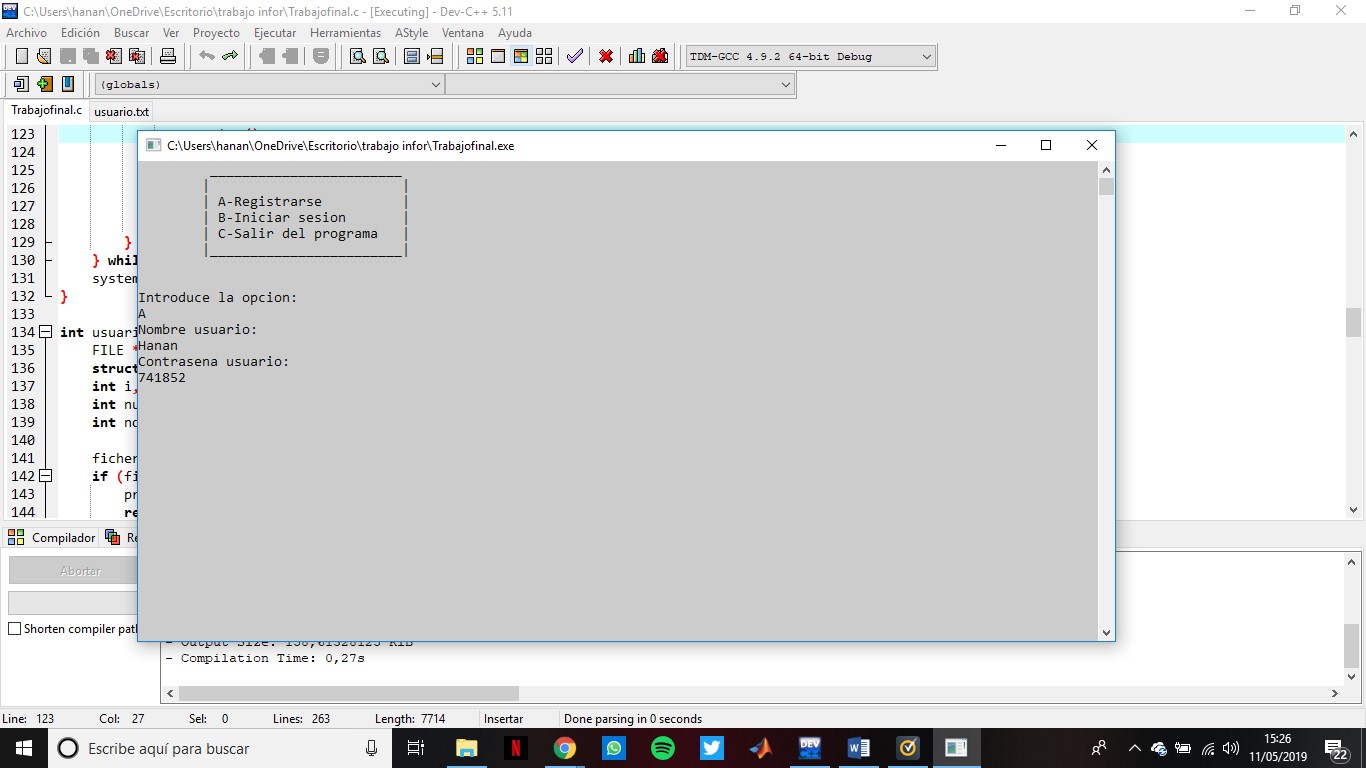 C:\Users\hanan\OneDrive\Escritorio\trabajo infor\Trabajofinal.c - [Executing] - Dev-C++ 5.11
Archivo Edición Buscar Ver Proyecto Ejecutar Herramientas AStyle Ventana Ayuda
TDM-GCC 4.9.2 64-bit Debug
(globals)
Trabajofinal.c usuario.txt
C:\Users\hanan\OneDrive\Escritorio\trabajo infor\Trabajofinal.exe
A-Registrarse
B-Iniciar sesion
C-Salir del programa
Introduce la opcion:
A
Nombre usuario:
Hanan
Contrasena usuario:
741852
123
124
125
126
127
128
129 }
130 } whil
131 system
132 }
133
134 int usuari
135 FILE *
136 struct
137 int i,
138 int nu
139 int no
140
141 ficher
142 if (fi
143 pr
144 re
Compilador Re
Abortar
Shorten compiler path
- Output Size:
- Compilation Time: 0,27s
Line: 123 Col: 27 Sel: 0 Lines: 263 Length: 7714 Insertar Done parsing in 0 seconds
Escribe aquí para buscar
15:26
11/05/2019
22